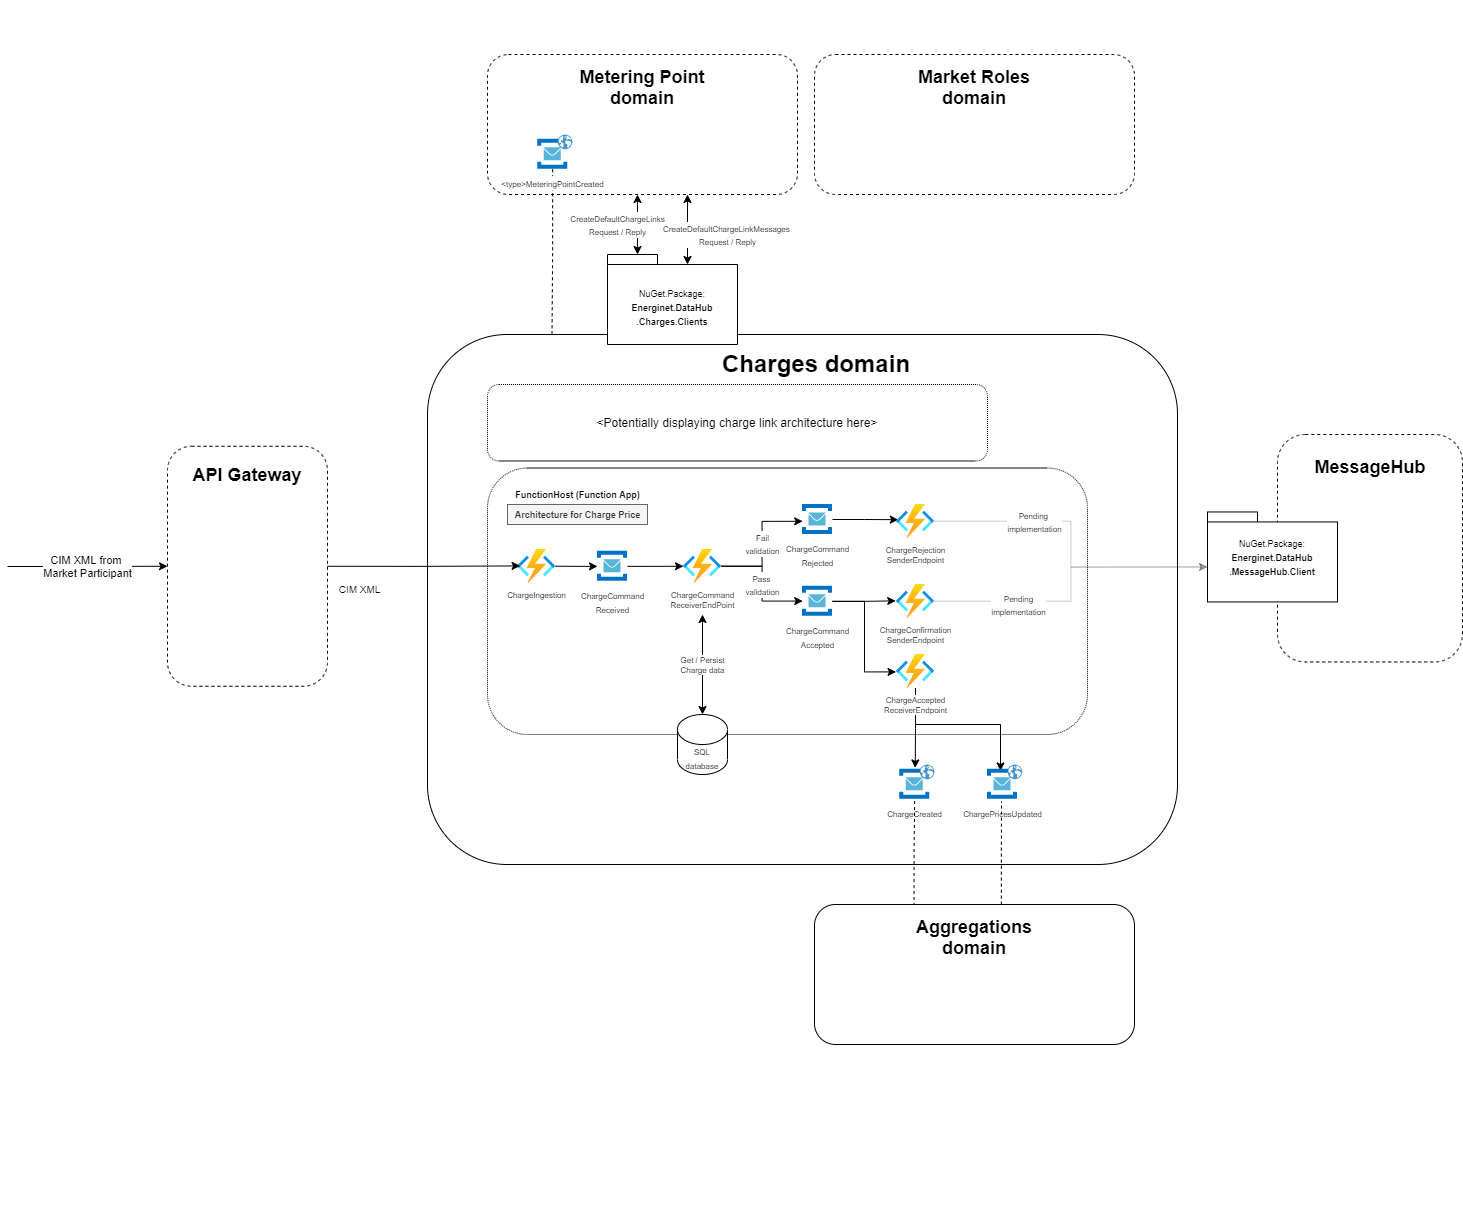 Metering Point
domain
<type>MeteringPointCreated
Market Roles
domain
CreateDefaultChargeLinks
Request / Reply
CreateDefaultChargeLinkMessages
Request / Reply
NuGet.Package:
Energinet.DataHub
.Charges.Clients
Charges domain
<Potentially displaying charge link architecture here>
API Gateway
CIM XML from
Market Participant
CIM XML
FunctionHost (Function App)
Architecture for Charge Price
ChargeIngestion
ChargeCommand
Received
ChargeCommand
ReceiverEndPoint
Fail
validation
Pass
validation
ChargeCommand
Rejected
ChargeCommand
Accepted
ChargeRejection
SenderEndpoint
ChargeConfirmation
SenderEndpoint
ChargeAccepted
ReceiverEndpoint
Pending
implementation
Pending
implementation
Get / Persist
Charge data
SQL
database
ChargeCreated
ChargePricesUpdated
MessageHub
NuGet.Package:
Energinet.DataHub
.MessageHub.Client
Aggregations
domain